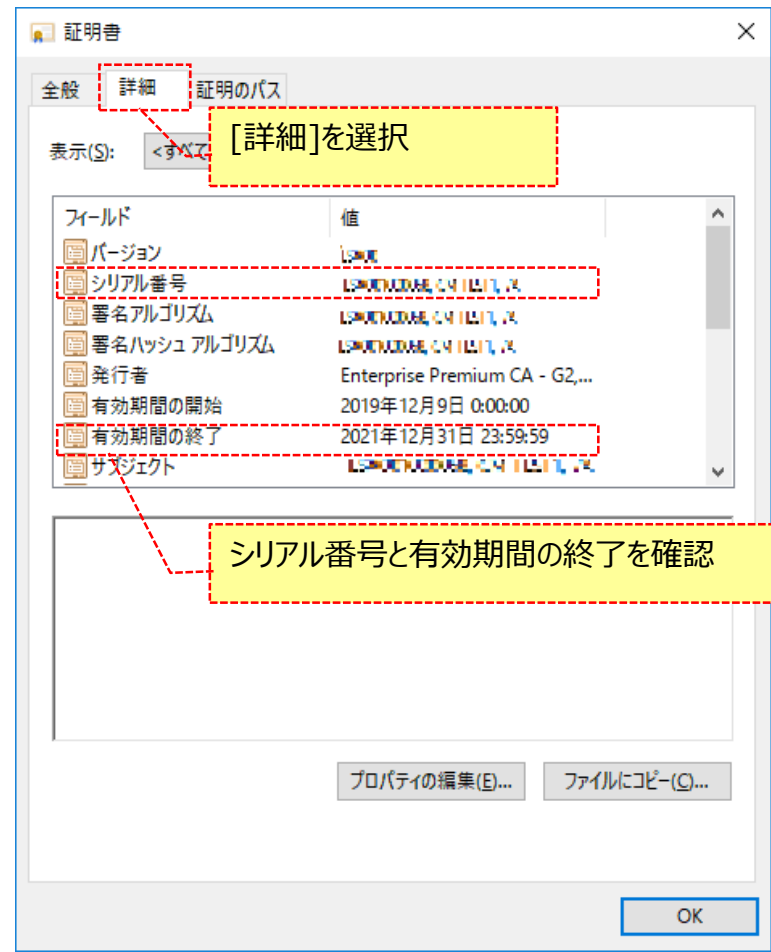 証明書
全般 詳細 証明のパス
[詳細]を選択
表示(S): <すべて
フィールド 値
バージョン
シリアル番号
署名アルゴリズム
署名ハッシュ アルゴリズム
発行者 Enterprise Premium CA - G2,...
有効期間の開始 2019年12月9日 0:00:00
有効期間の終了 2021年12月31日 23:59:59
サブジェクト
シリアル番号と有効期間の終了を確認
プロパティの編集(E)... ファイルにコピー(C)...
OK